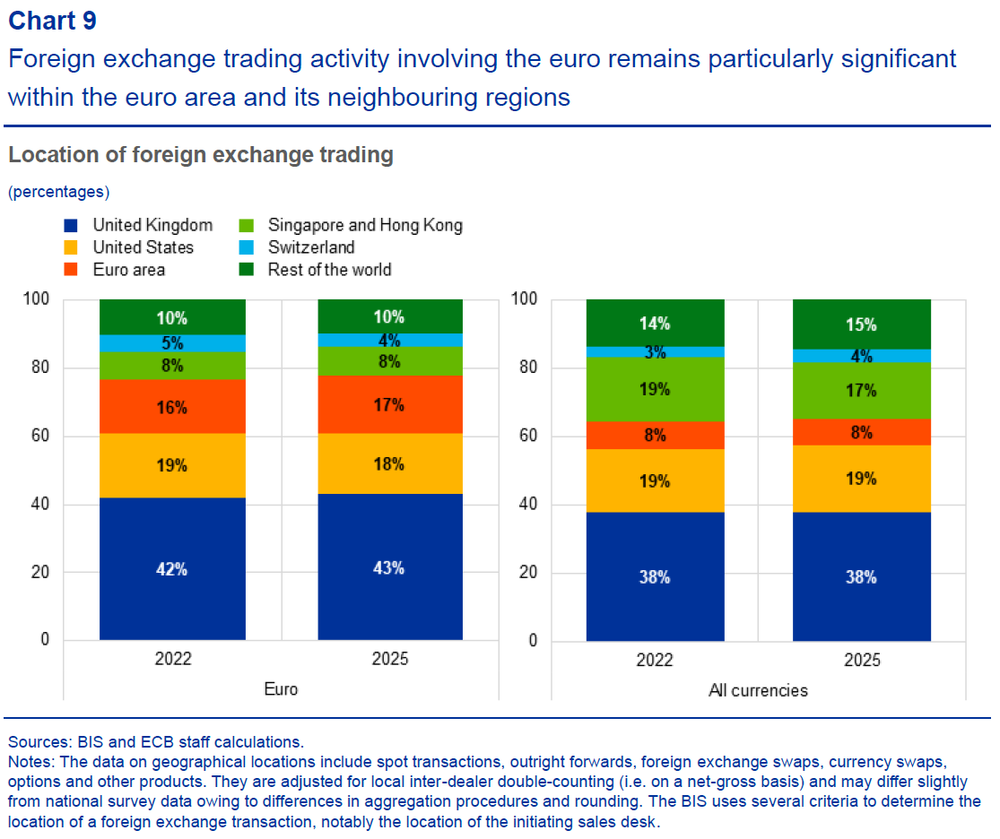 Chart 9
Foreign exchange trading activity involving the euro remains particularly significant
within the euro area and its neighbouring regions
Location of foreign exchange trading
(percentages)
United Kingdom
Singapore and Hong Kong
United States
Switzerland
Euro area
Rest of the world
100
80
60
40
20
0
10%
5%
8%
16%
19%
42%
10%
4%
8%
17%
18%
43%
2022
2025
Euro
100
80
60
40
20
0
14%
3%
19%
8%
19%
38%
15%
4%
17%
8%
19%
38%
2022
2025
All currencies
Sources: BIS and ECB staff calculations.
Notes: The data on geographical locations include spot transactions, outright forwards, foreign exchange swaps, currency swaps,
options and other products. They are adjusted for local inter-dealer double-counting (i.e. on a net-gross basis) and may differ slightly
from national survey data owing to differences in aggregation procedures and rounding. The BIS uses several criteria to determine the
location of a foreign exchange transaction, notably the location of the initiating sales desk.